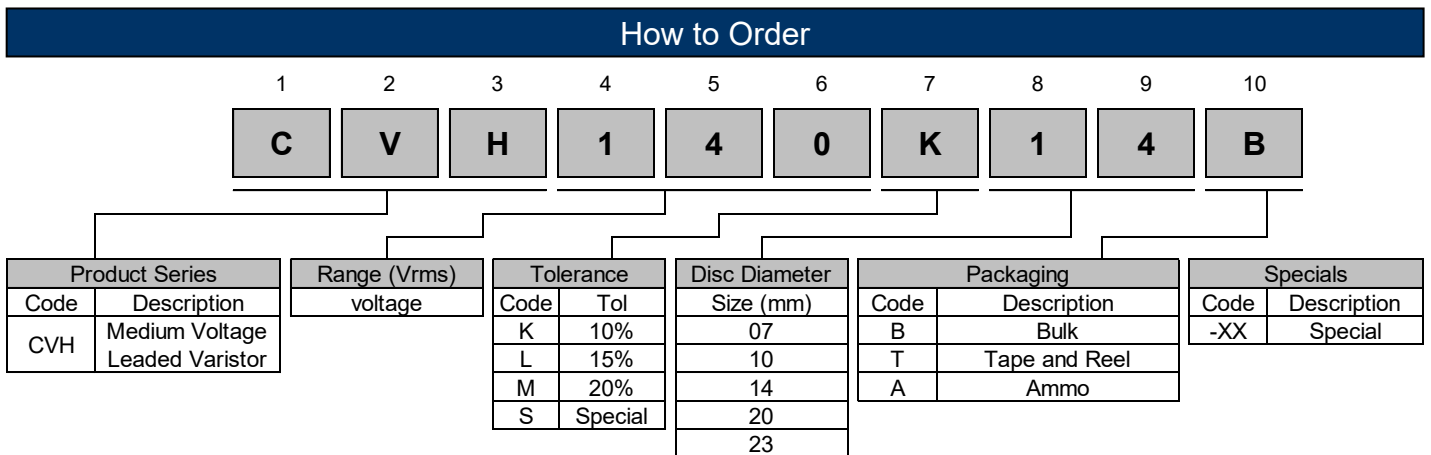 How to Order
1 2 3 4 5 6 7 8 9 10
C V H 1 4 0 K 1 4 B
Product Series Range (Vrms) Tolerance Disc Diameter Packaging Specials
Code Description voltage Code Tol Size (mm) Code Description Code Description
CVH Medium Voltage K 10% 07 B Bulk -XX Special
Leaded Varistor L 15% 10 T Tape and Reel
M 20% 14 A Ammo
S Special 20
23